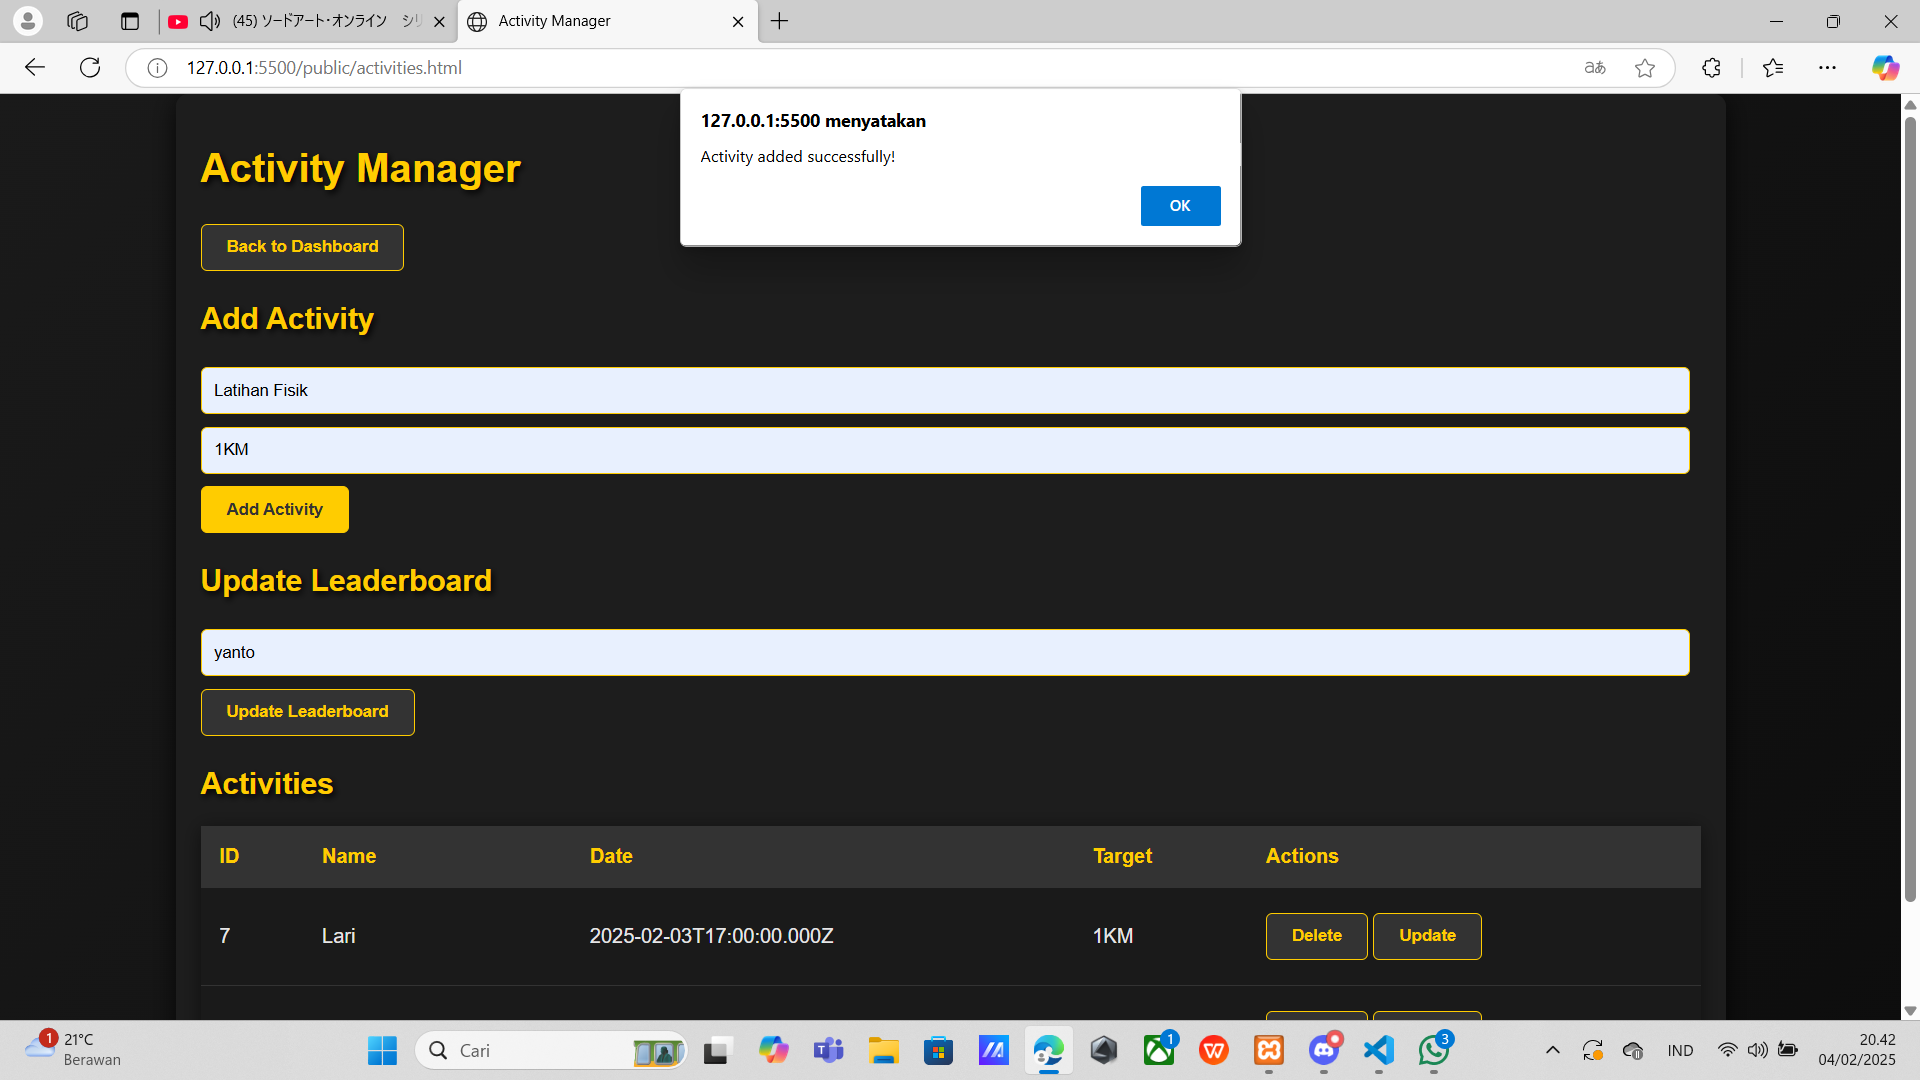 (45) ソードアート・オンライン シリ
Activity Manager
127.0.0.1:5500/public/activities.html
aあ
127.0.0.1:5500 menyatakan
Activity added successfully!
OK
Activity Manager
Back to Dashboard
Add Activity
Latihan Fisik
1KM
Add Activity
Update Leaderboard
yanto
Update Leaderboard
Activities
ID Name Date Target Actions
7 Lari 2025-02-03T17:00:00.000Z 1KM Delete Update
1
21°C
Berawan
Cari
1
3
IND
20.42
04/02/2025